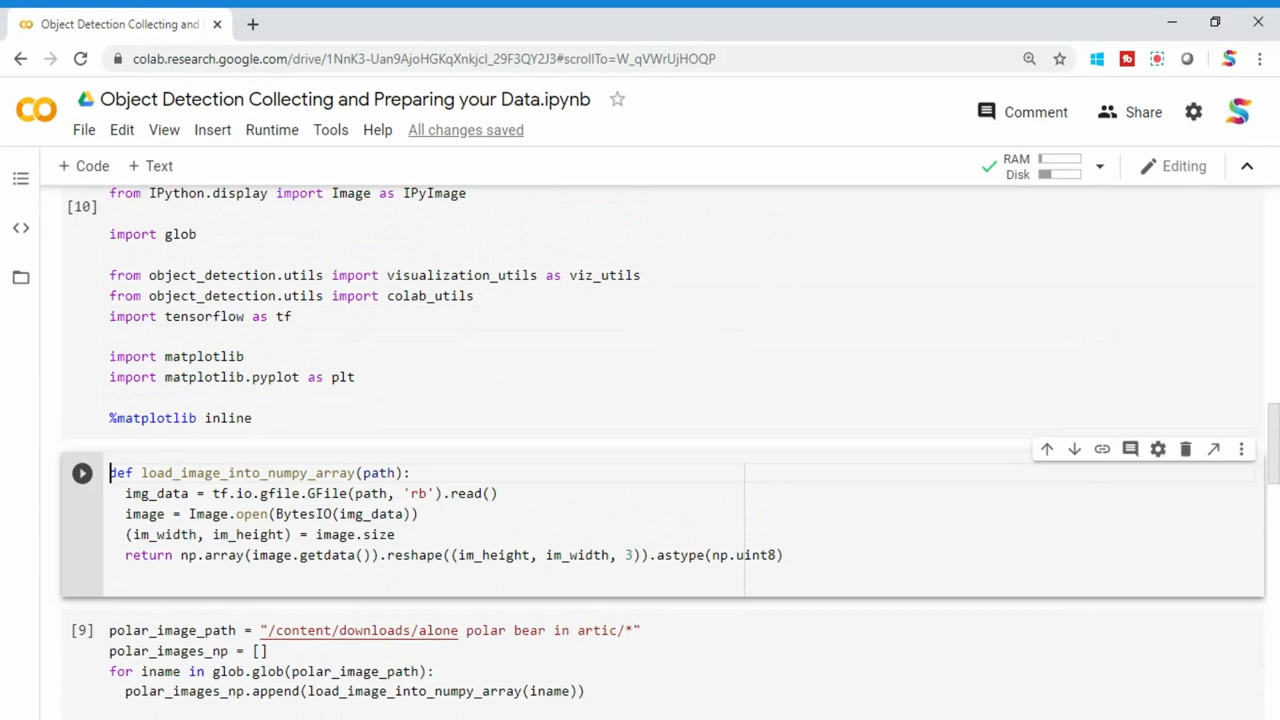 Object Detection Collecting and
colab.research.google.com/drive/1NnK3-Uan9AjoHGKqXnkjcI_29F3QY2J3#scrollTo=W_qVWrUjHOQP
Object Detection Collecting and Preparing your Data.ipynb
Comment
Share
File Edit View Insert Runtime Tools Help All changes saved
+ Code + Text
RAM
Disk
Editing
from IPython.display import Image as IPyImage
[10]
import glob
from object_detection.utils import visualization_utils as viz_utils
from object_detection.utils import colab_utils
import tensorflow as tf
import matplotlib
import matplotlib.pyplot as plt
%matplotlib inline
def load_image_into_numpy_array(path):
img_data = tf.io.gfile.GFile(path, 'rb').read()
image = Image.open(BytesIO(img_data))
(im_width, im_height) = image.size
return np.array(image.getdata()).reshape((im_height, im_width, 3)).astype(np.uint8)
[9] polar_image_path = "/content/downloads/alone polar bear in artic/*"
polar_images_np = []
for iname in glob.glob(polar_image_path):
polar_images_np.append(load_image_into_numpy_array(iname))